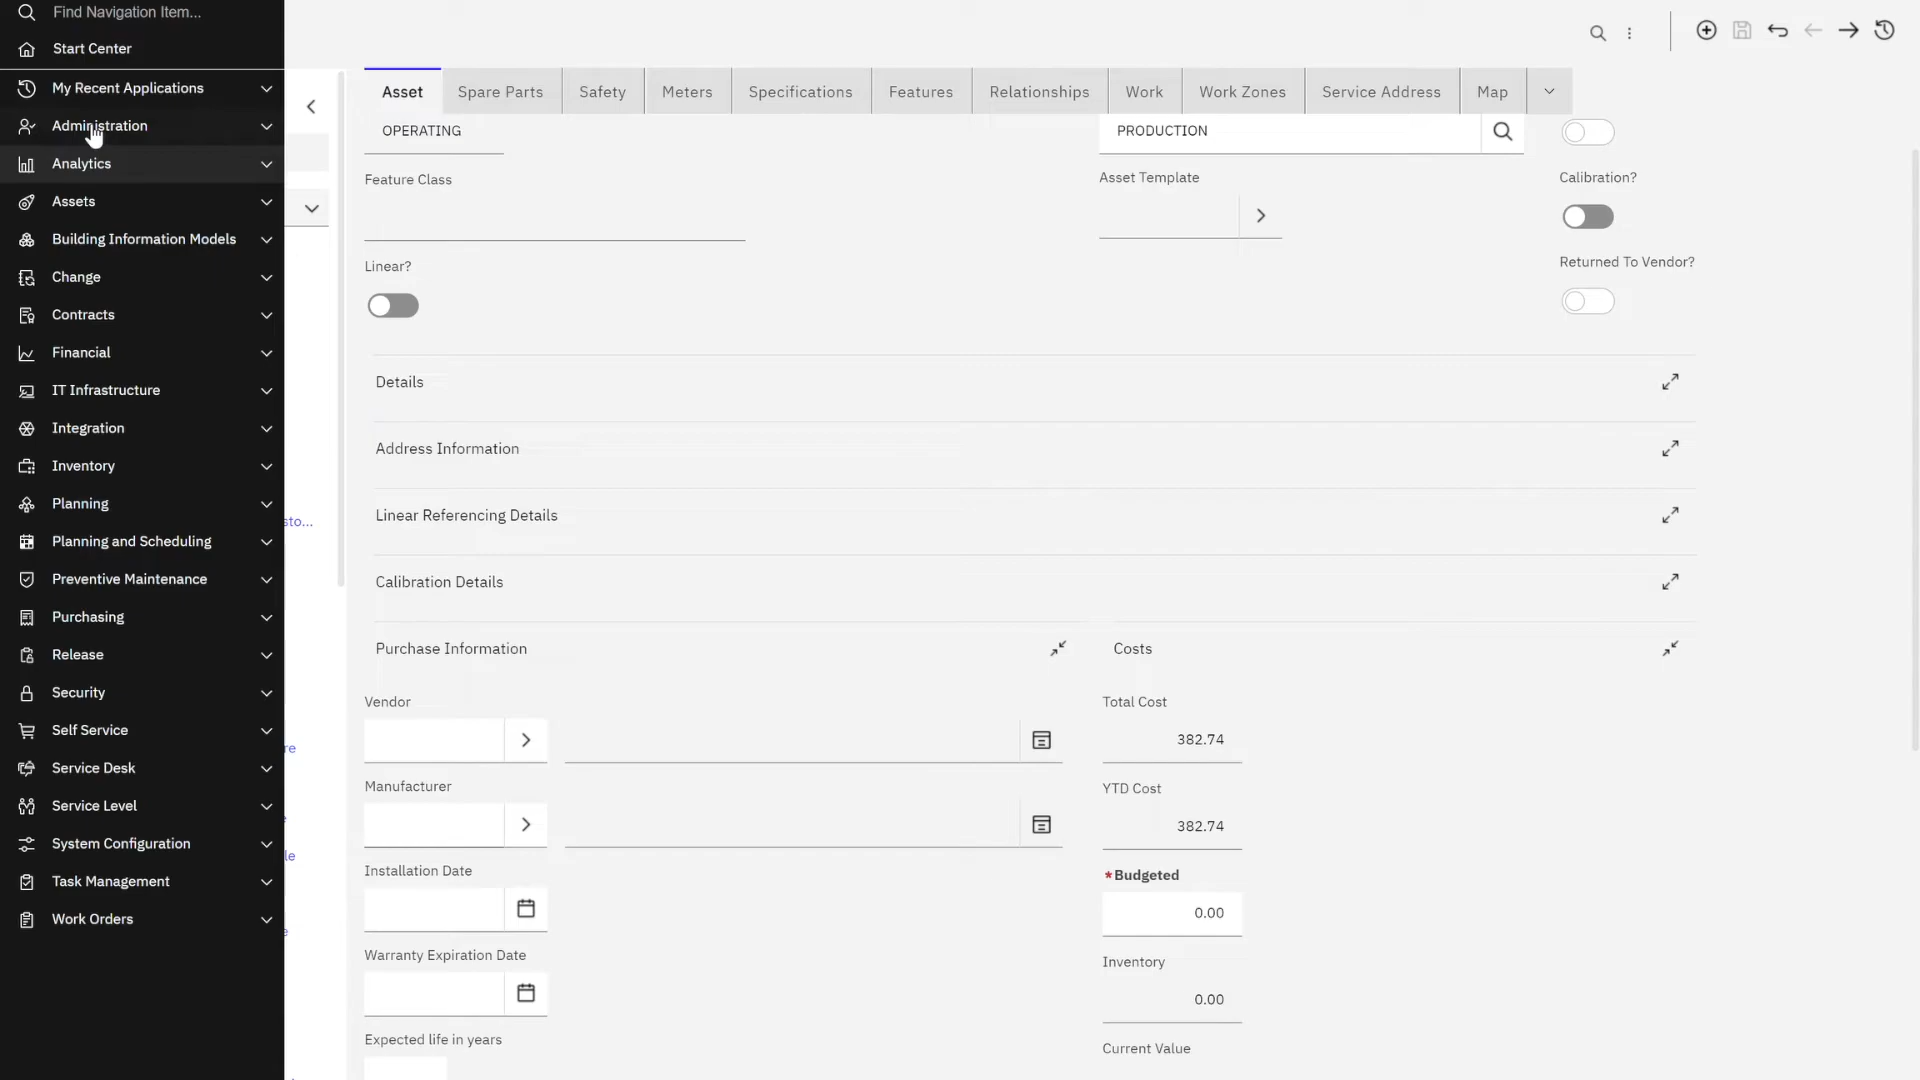 Find Navigation Item...
Start Center
My Recent Applications
Administration
Analytics
Assets
Building Information Models
Change
Contracts
Financial
IT Infrastructure
Integration
Inventory
Planning
Planning and Scheduling
Preventive Maintenance
Purchasing
Release
Security
Self Service
Service Desk
Service Level
System Configuration
Task Management
Work Orders
sto...
re
e
le
e
Asset Spare Parts Safety Meters Specifications Features Relationships Work Work Zones Service Address Map
OPERATING
PRODUCTION
Feature Class
Asset Template
Calibration?
Linear?
Returned To Vendor?
Details
Address Information
Linear Referencing Details
Calibration Details
Purchase Information
Costs
Vendor
Total Cost
382.74
Manufacturer
YTD Cost
382.74
Installation Date
*Budgeted
0.00
Warranty Expiration Date
Inventory
0.00
Expected life in years
Current Value